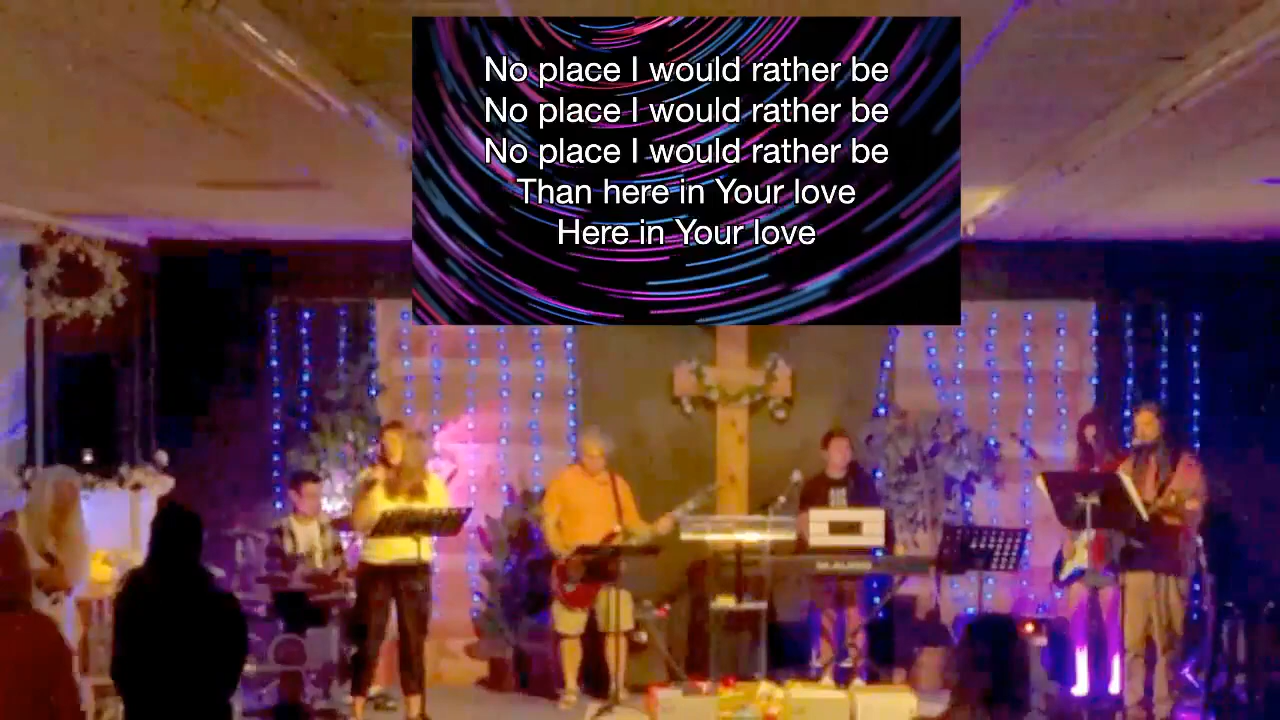 No place I would rather be
No place I would rather be
No place I would rather be
Than here in Your love
Here in Your love